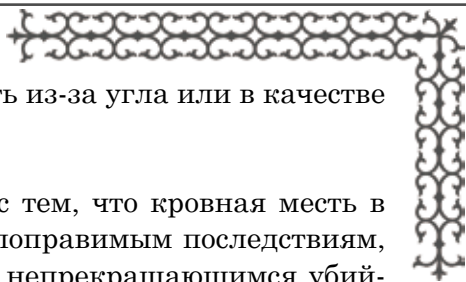 ть из-за угла или в качестве
с тем, что кровная месть в
поправимым последствиям,
непрекращающимся убий-